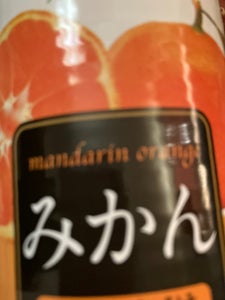 mandarin orange
みかん